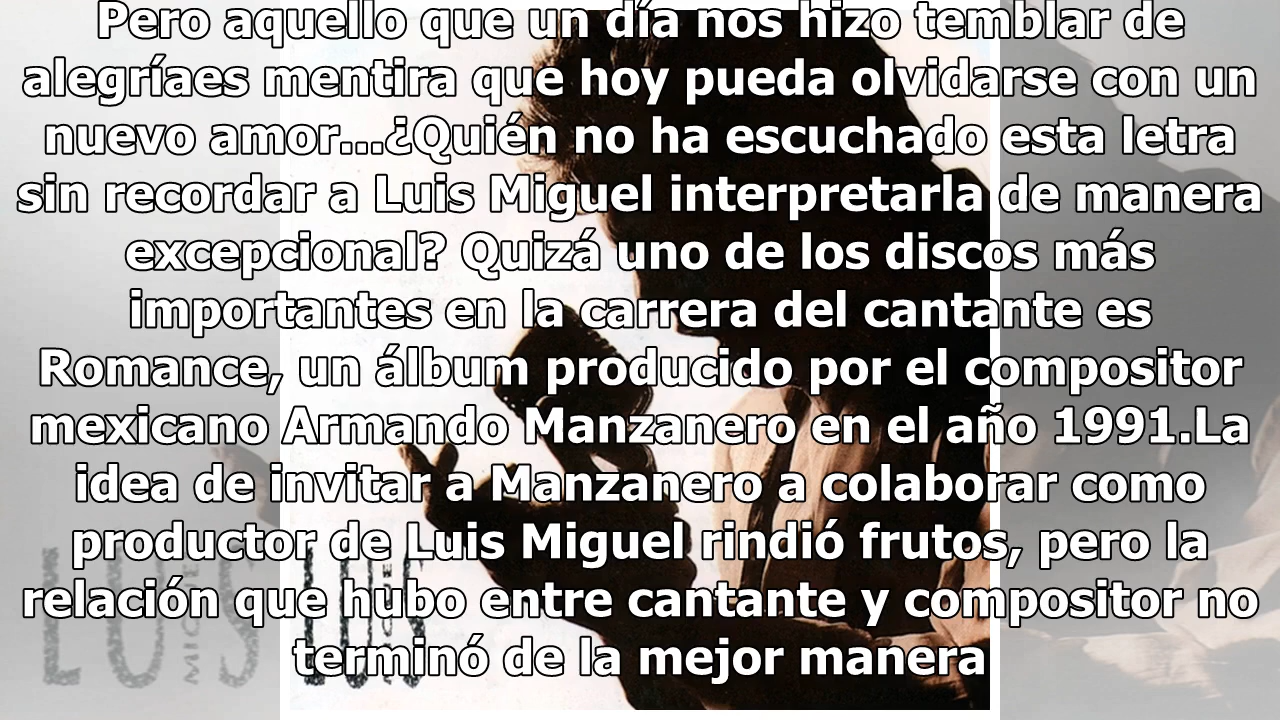 Pero aquello que un día nos hizo temblar de
alegríaes mentira que hoy pueda olvidarse con un
nuevo amor...¿Quién no ha escuchado esta letra
sin recordar a Luis Miguel interpretarla de manera
excepcional? Quizá uno de los discos más
importantes en la carrera del cantante es
Romance, un álbum producido por el compositor
mexicano Armando Manzanero en el año 1991.La
idea de invitar a Manzanero a colaborar como
productor de Luis Miguel rindió frutos, pero la
relación que hubo entre cantante y compositor no
terminó de la mejor manera
LUIS
MIGUEL
LUIS